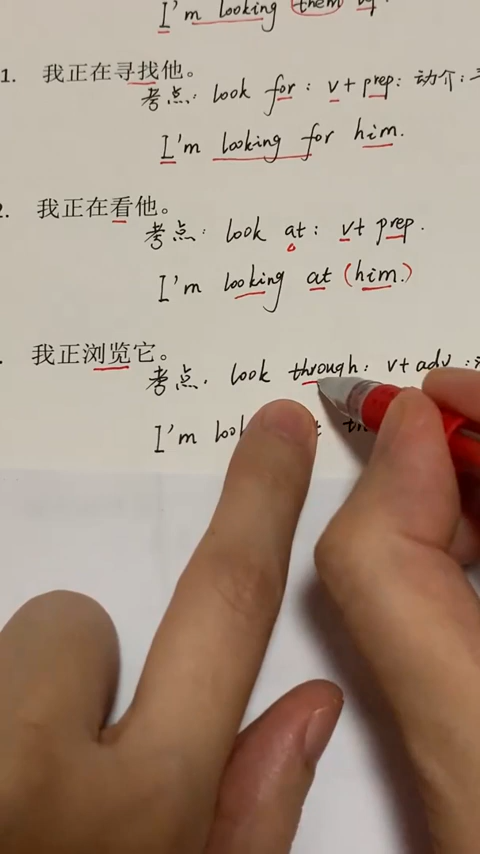 I'm looking them up.
1. 我正在寻找他。
考点: look for: v+prep: 动介:
I'm looking for him.
2. 我正在看他。
考点: look at: v+prep.
I'm looking at (him.)
. 我正浏览它。
考点. look through: v+adv:
I'm